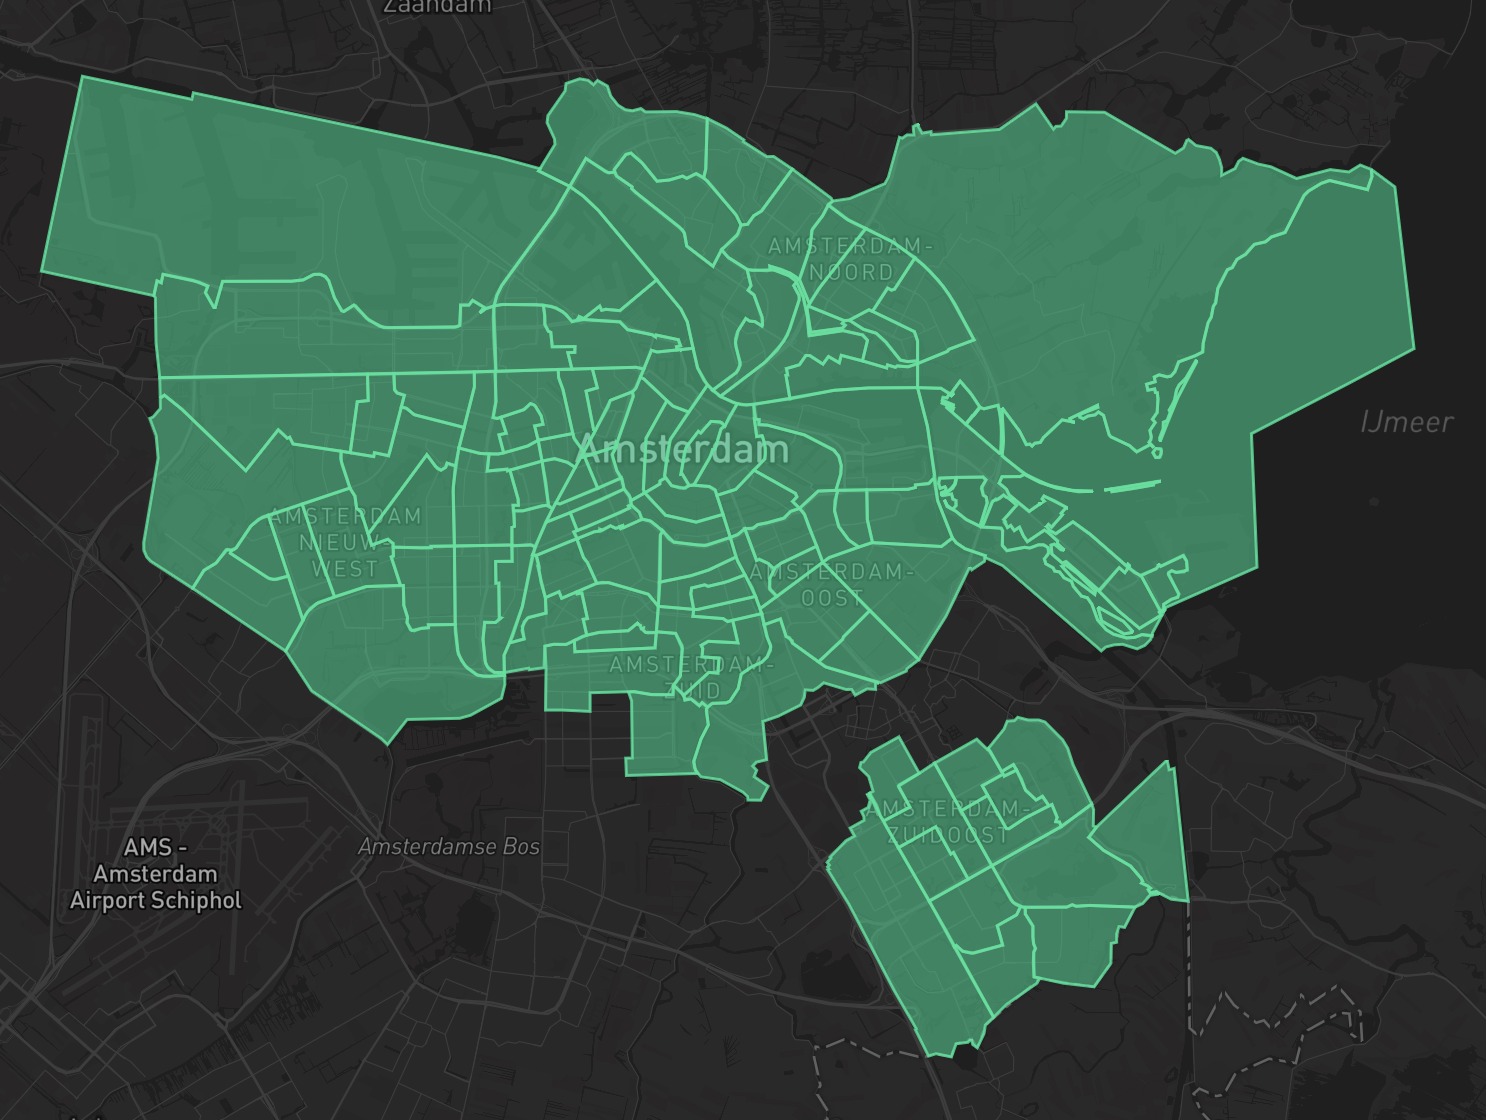 Zaandam
AMSTERDAM-
NOORD
IJmeer
Amsterdam
AMSTERDAM
NIEUW-
WEST
AMSTERDAM-
OOST
AMSTERDAM-
ZUID
AMSTERDAM-
ZUIDOOST
AMS -
Amsterdam
Airport Schiphol
Amsterdamse Bos